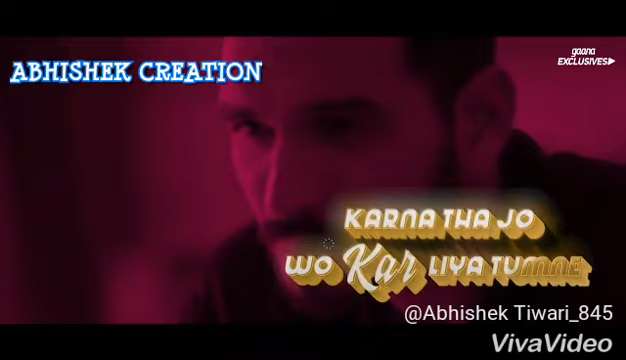 gaana
EXCLUSIVES
ABHISHEK CREATION
KARNA THA JO
WO Kar LIYA TUMNE
@Abhishek Tiwari_845
VivaVideo